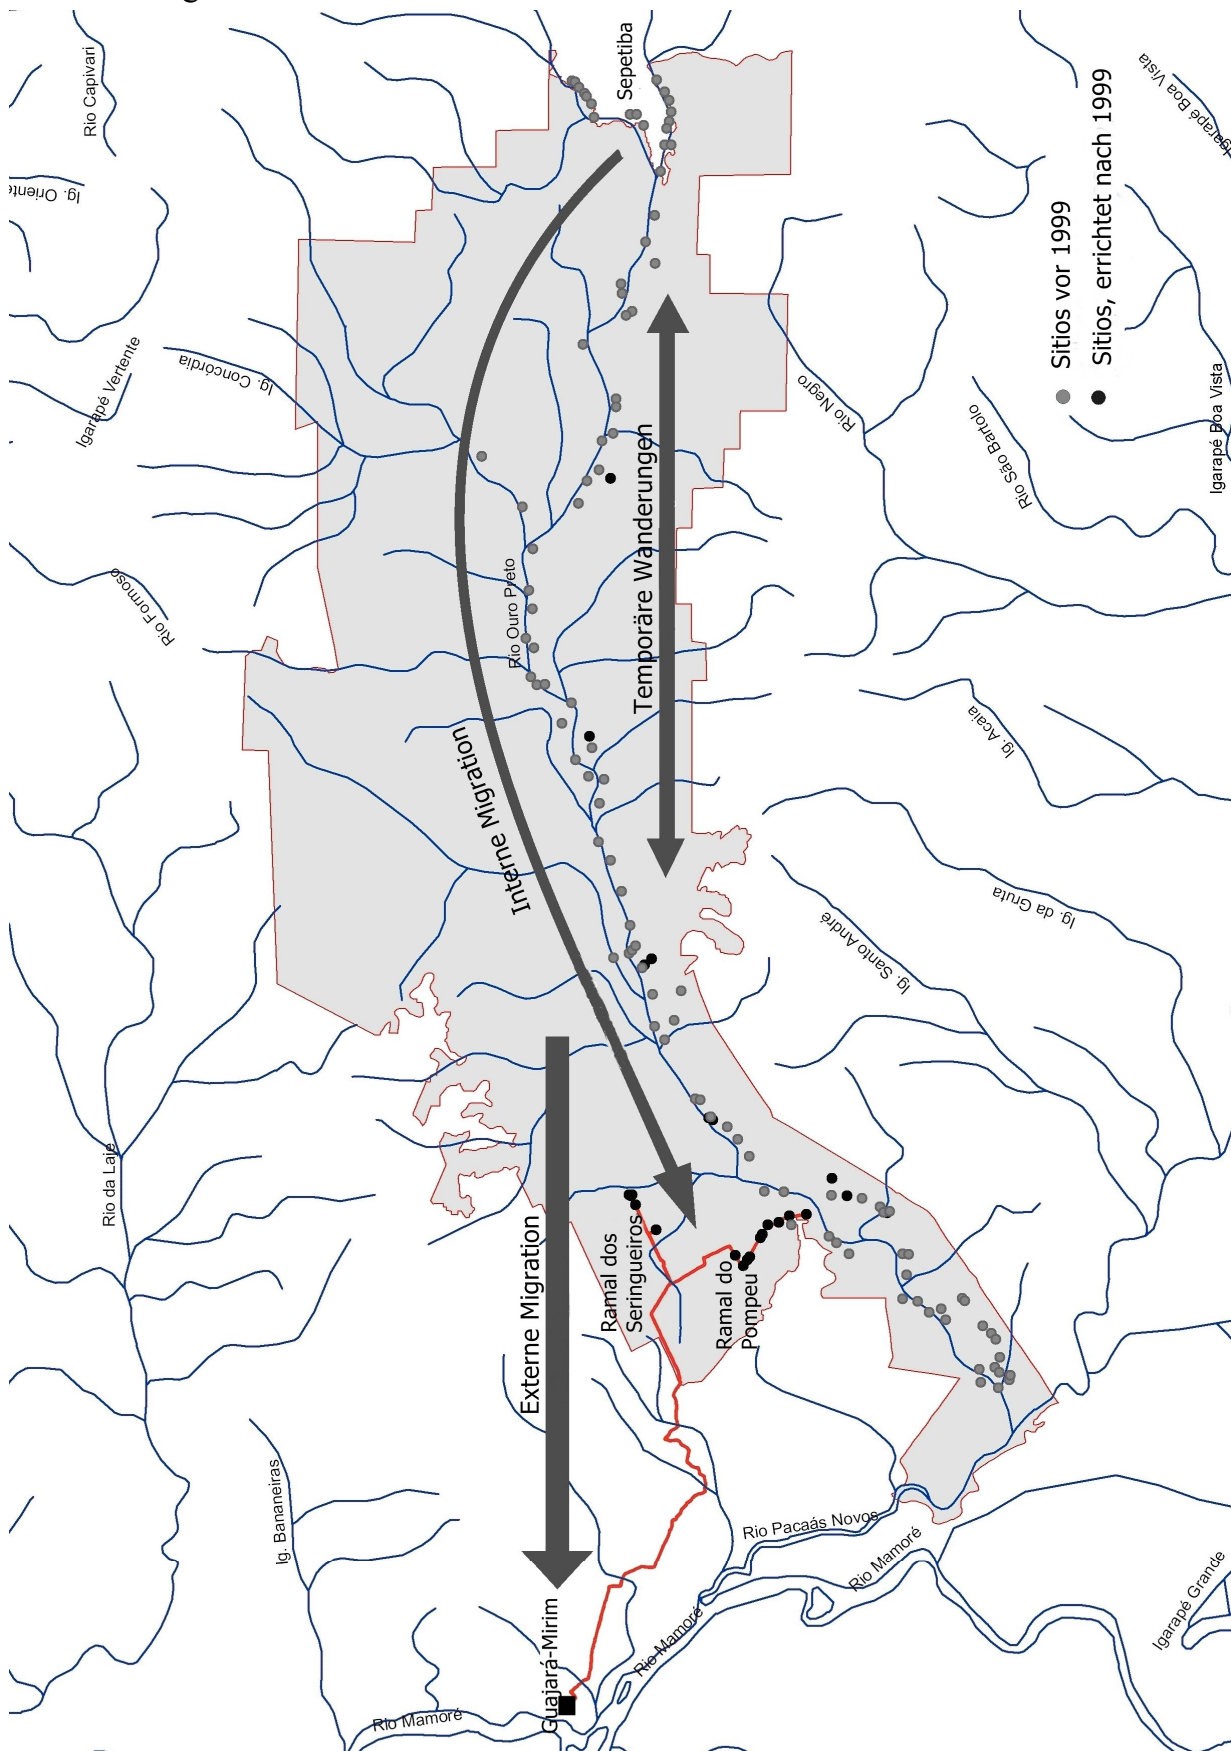 Rio Capivari
Ig. Oriente
Sepetiba
Igarapé Boa Vista
Igarapé Vertente
Ig. Concórdia
Rio Formoso
Rio Negro
Rio São Bartolo
Igarapé Boa Vista
Sitios vor 1999
Sitios, errichtet nach 1999
Rio Ouro Preto
Temporäre Wanderungen
Interne Migration
Ig. Acaia
Ig. da Gruta
Ig. Santo André
Rio da Laje
Externe Migration
Ramal dos
Seringueiros
Ramal do
Pompeu
Ig. Bananeiras
Rio Pacaás Novos
Rio Mamoré
Rio Mamoré
Rio Mamoré
Guajará-Mirim
Igarapé Grande